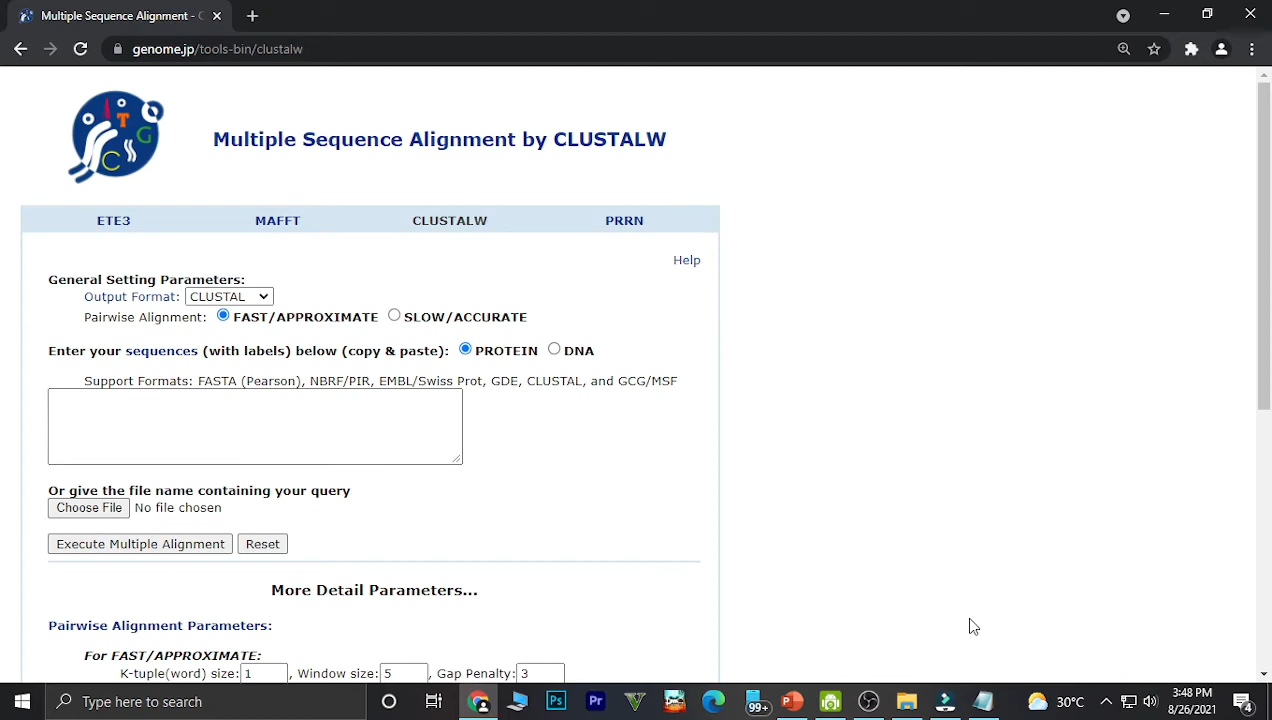 Multiple Sequence Alignment - C
genome.jp/tools-bin/clustalw
T
G
C
Multiple Sequence Alignment by CLUSTALW
ETE3 MAFFT CLUSTALW PRRN
Help
General Setting Parameters:
Output Format: CLUSTAL
Pairwise Alignment: FAST/APPROXIMATE SLOW/ACCURATE
Enter your sequences (with labels) below (copy & paste): PROTEIN DNA
Support Formats: FASTA (Pearson), NBRF/PIR, EMBL/Swiss Prot, GDE, CLUSTAL, and GCG/MSF
Or give the file name containing your query
Choose File No file chosen
Execute Multiple Alignment Reset
More Detail Parameters...
Pairwise Alignment Parameters:
For FAST/APPROXIMATE:
K-tuple(word) size: 1 , Window size: 5 , Gap Penalty: 3
Type here to search
Ps
Pr
V
99+
P
30°C
3:48 PM
8/26/2021
4